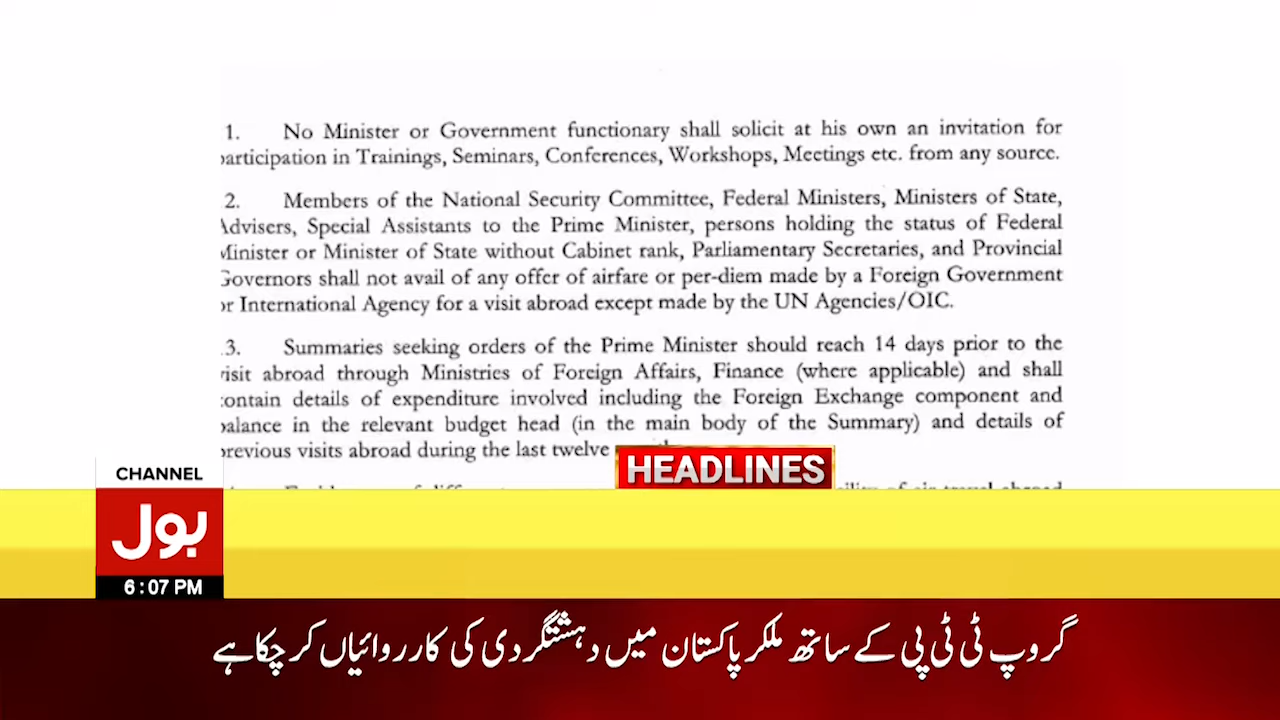 1. No Minister or Government functionary shall solicit at his own an invitation for
participation in Trainings, Seminars, Conferences, Workshops, Meetings etc. from any source.
2. Members of the National Security Committee, Federal Ministers, Ministers of State,
Advisers, Special Assistants to the Prime Minister, persons holding the status of Federal
Minister or Minister of State without Cabinet rank, Parliamentary Secretaries, and Provincial
Governors shall not avail of any offer of airfare or per-diem made by a Foreign Government
or International Agency for a visit abroad except made by the UN Agencies/OIC.
.3. Summaries seeking orders of the Prime Minister should reach 14 days prior to the
visit abroad through Ministries of Foreign Affairs, Finance (where applicable) and shall
contain details of expenditure involved including the Foreign Exchange component and
balance in the relevant budget head (in the main body of the Summary) and details of
previous visits abroad during the last twelve
HEADLINES
CHANNEL
بول
6:07 PM
گروپ ٹی ٹی پی کے ساتھ ملکر پاکستان میں دہشتگردی کی کارروائیاں کر چکا ہے